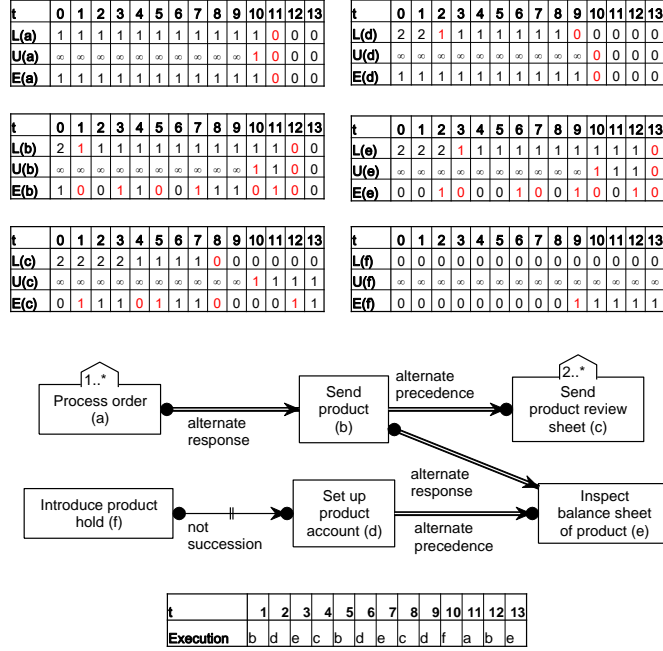 t 0 1 2 3 4 5 6 7 8 9 10 11 12 13
L(a) 1 1 1 1 1 1 1 1 1 1 1 0 0 0
U(a) ∞ ∞ ∞ ∞ ∞ ∞ ∞ ∞ ∞ ∞ 1 0 0 0
E(a) 1 1 1 1 1 1 1 1 1 1 1 0 0 0
t 0 1 2 3 4 5 6 7 8 9 10 11 12 13
L(d) 2 2 1 1 1 1 1 1 1 0 0 0 0 0
U(d) ∞ ∞ ∞ ∞ ∞ ∞ ∞ ∞ ∞ ∞ 0 0 0 0
E(d) 1 1 1 1 1 1 1 1 1 1 0 0 0 0
t 0 1 2 3 4 5 6 7 8 9 10 11 12 13
L(b) 2 1 1 1 1 1 1 1 1 1 1 1 0 0
U(b) ∞ ∞ ∞ ∞ ∞ ∞ ∞ ∞ ∞ ∞ 1 1 0 0
E(b) 1 0 0 1 1 0 0 1 1 1 0 1 0 0
t 0 1 2 3 4 5 6 7 8 9 10 11 12 13
L(e) 2 2 2 1 1 1 1 1 1 1 1 1 1 0
U(e) ∞ ∞ ∞ ∞ ∞ ∞ ∞ ∞ ∞ ∞ 1 1 1 0
E(e) 0 0 1 0 0 0 1 0 0 1 0 0 1 0
t 0 1 2 3 4 5 6 7 8 9 10 11 12 13
L(c) 2 2 2 2 1 1 1 1 0 0 0 0 0 0
U(c) ∞ ∞ ∞ ∞ ∞ ∞ ∞ ∞ ∞ ∞ 1 1 1 1
E(c) 0 1 1 1 0 1 1 1 0 0 0 0 1 1
t 0 1 2 3 4 5 6 7 8 9 10 11 12 13
L(f) 0 0 0 0 0 0 0 0 0 0 0 0 0 0
U(f) ∞ ∞ ∞ ∞ ∞ ∞ ∞ ∞ ∞ ∞ ∞ ∞ ∞ ∞
E(f) 0 0 0 0 0 0 0 0 0 1 1 1 1 1
1..*
Process order
(a)
alternate
response
Send
product
(b)
alternate
precedence
2..*
Send
product review
sheet (c)
alternate
response
Introduce product
hold (f)
not
succession
Set up
product
account (d)
alternate
precedence
Inspect
balance sheet
of product (e)
t 1 2 3 4 5 6 7 8 9 10 11 12 13
Execution b d e c b d e c d f a b e